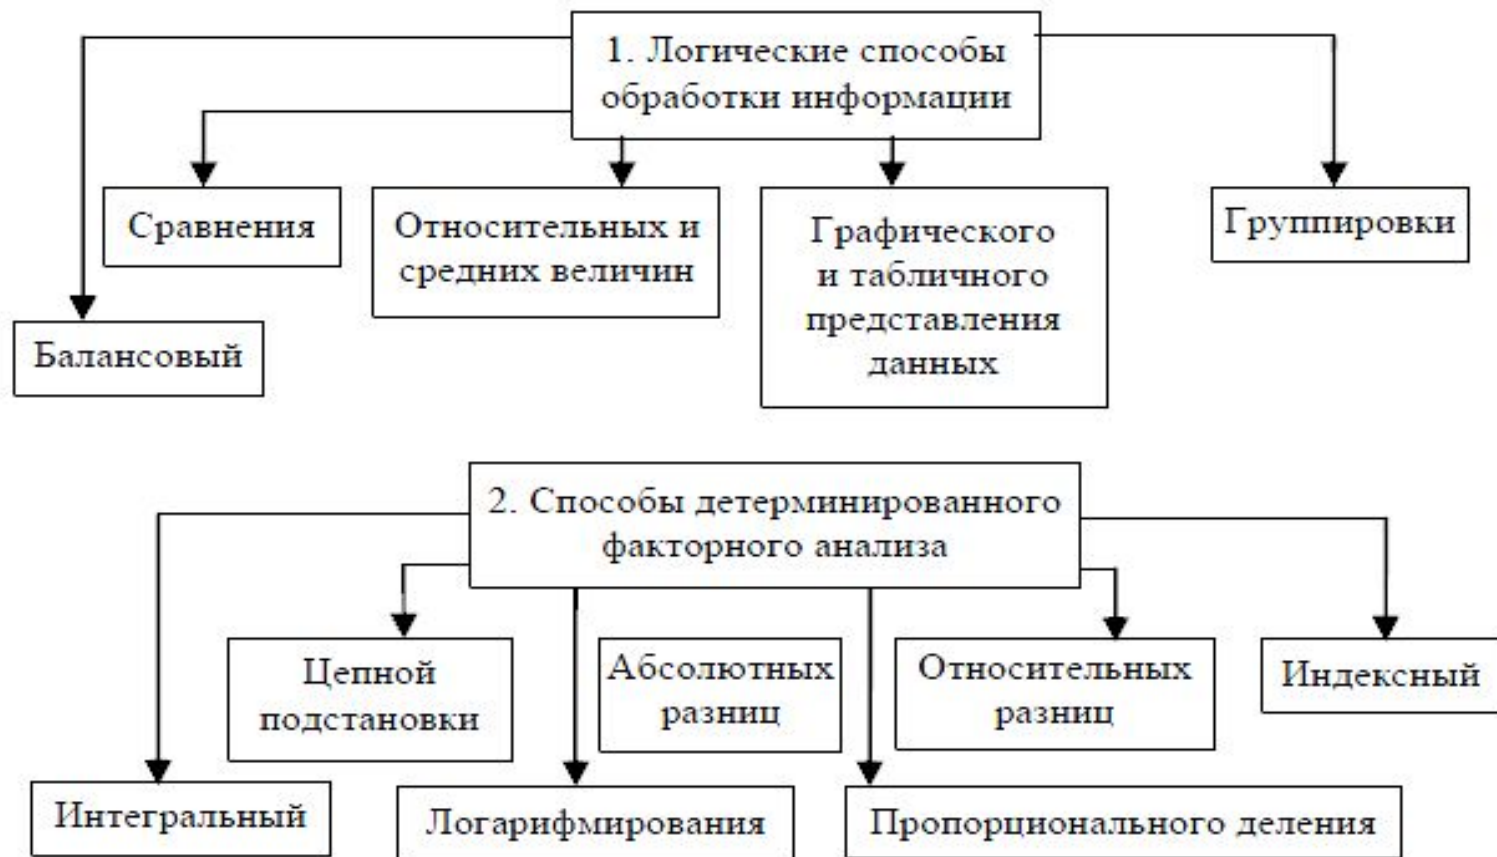 1. Логические способы
обработки информации
Сравнения
Относительных и
средних величин
Графического
и табличного
представления
данных
Группировки
Балансовый
2. Способы детерминированного
факторного анализа
Цепной
подстановки
Абсолютных
разниц
Относительных
разниц
Индексный
Интегральный
Логарифмирования
Пропорционального деления